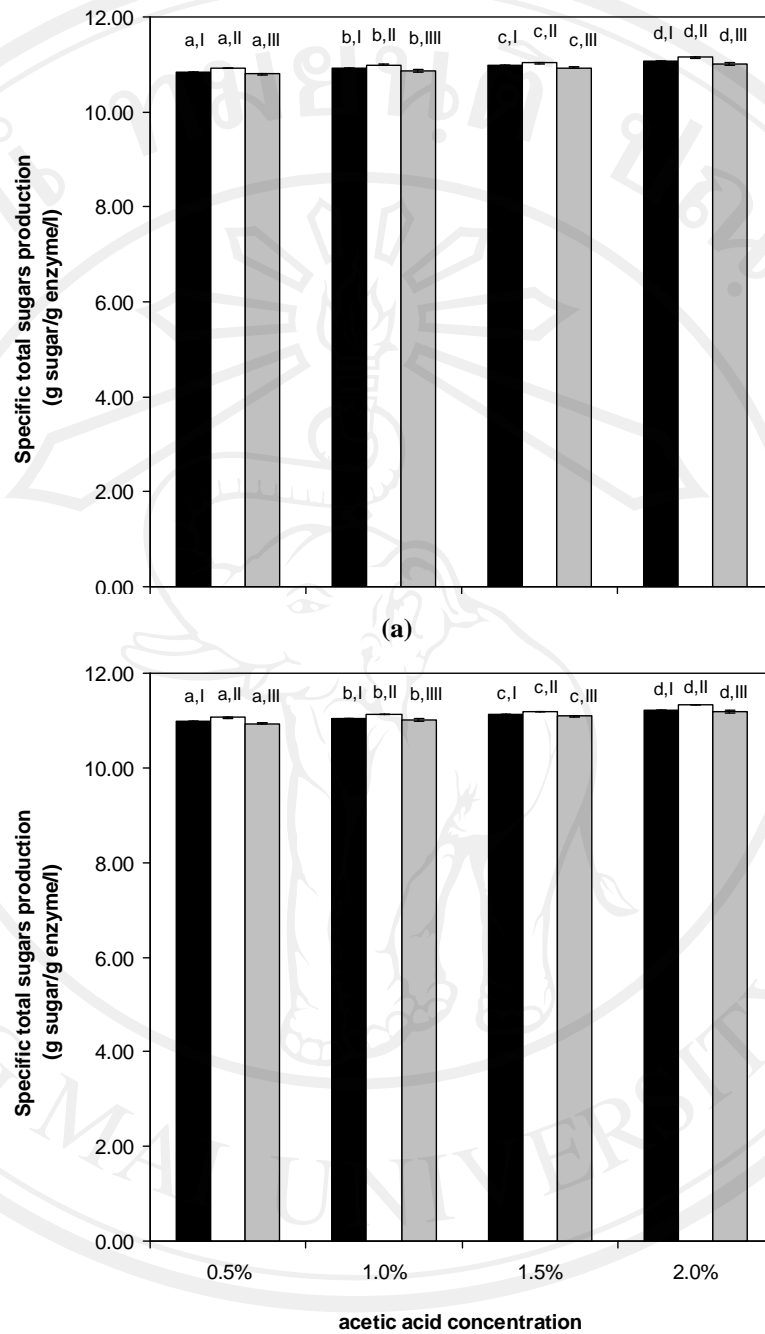 12.00
a,I a,II a,III b,I b,II b,IIII c,I c,II c,III d,I d,II d,III
10.00
8.00
6.00
4.00
2.00
0.00
Specific total sugars production
(g sugar/g enzyme/l)
(a)
12.00
a,I a,II a,III b,I b,II b,IIII c,I c,II c,III d,I d,II d,III
10.00
8.00
6.00
4.00
2.00
0.00
Specific total sugars production
(g sugar/g enzyme/l)
0.5% 1.0% 1.5% 2.0%
acetic acid concentration
MAI UNIVERSIT